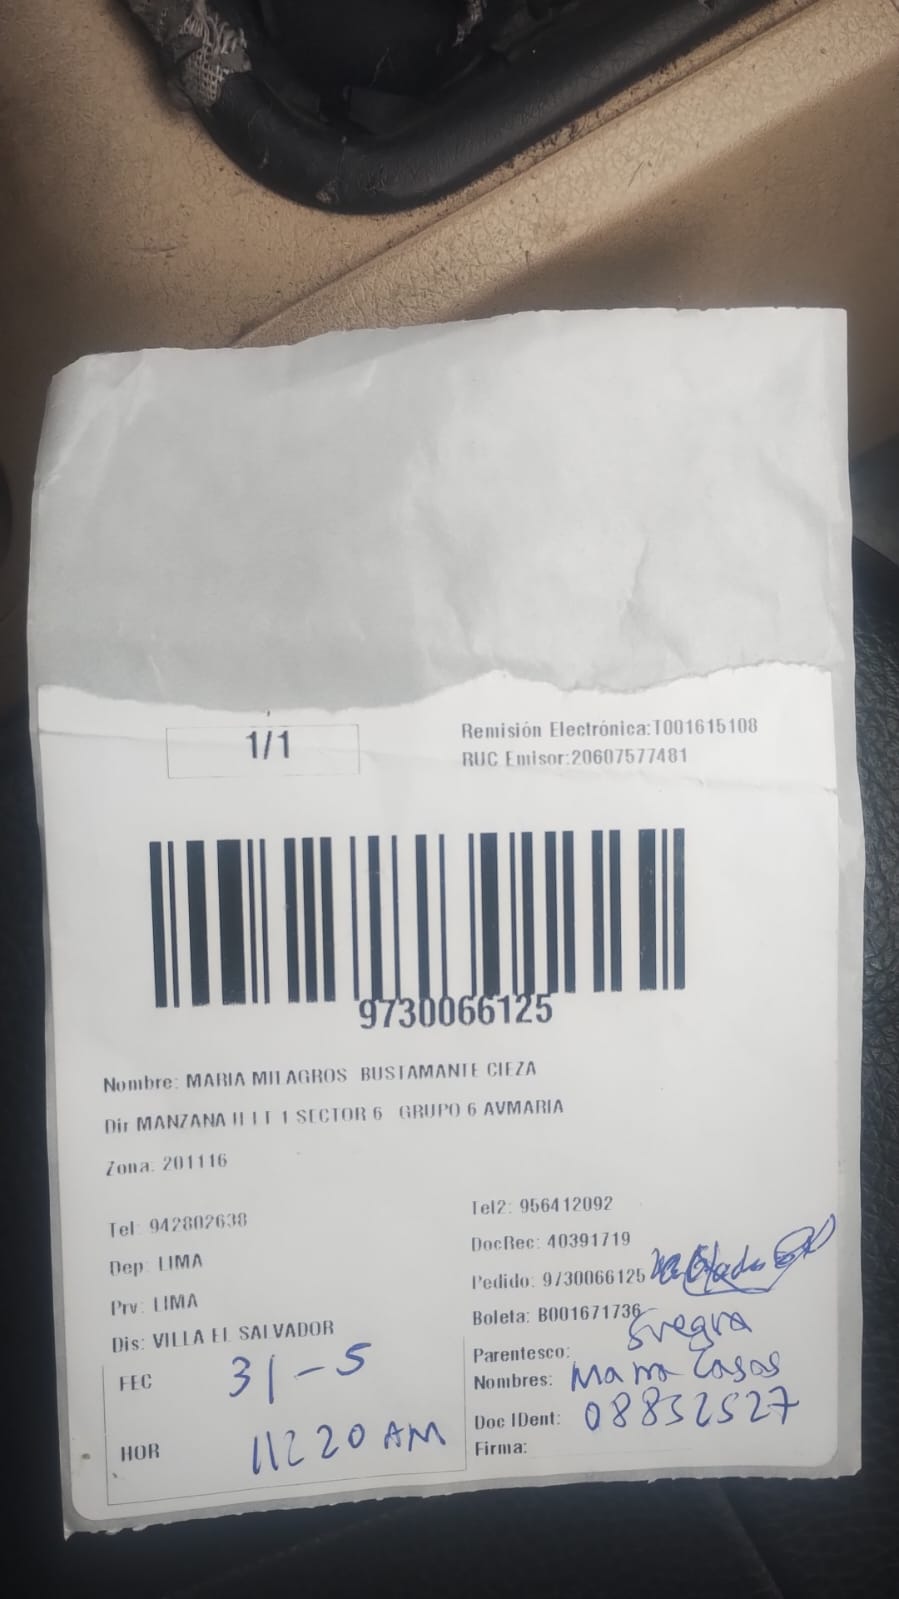 1/1
Remisión Electrónica:T001615108
RUC Emisor:20607577481
9730066125
Nombre: MARIA MILAGROS BUSTAMANTE CIEZA
Dir MANZANA H LT 1 SECTOR 6 GRUPO 6 AVMARIA
Zona: 201116
Tel: 942802638
Tel2: 956412092
Dep: LIMA
DocRec: 40391719
Prv: LIMA
Pedido: 9730066125
Dis: VILLA EL SALVADOR
Boleta: B001671736
FEC 31-5
Parentesco: Suegra
Nombres: Maria Casas
HOR 11:20 AM
Doc IDent: 08832527
Firma: